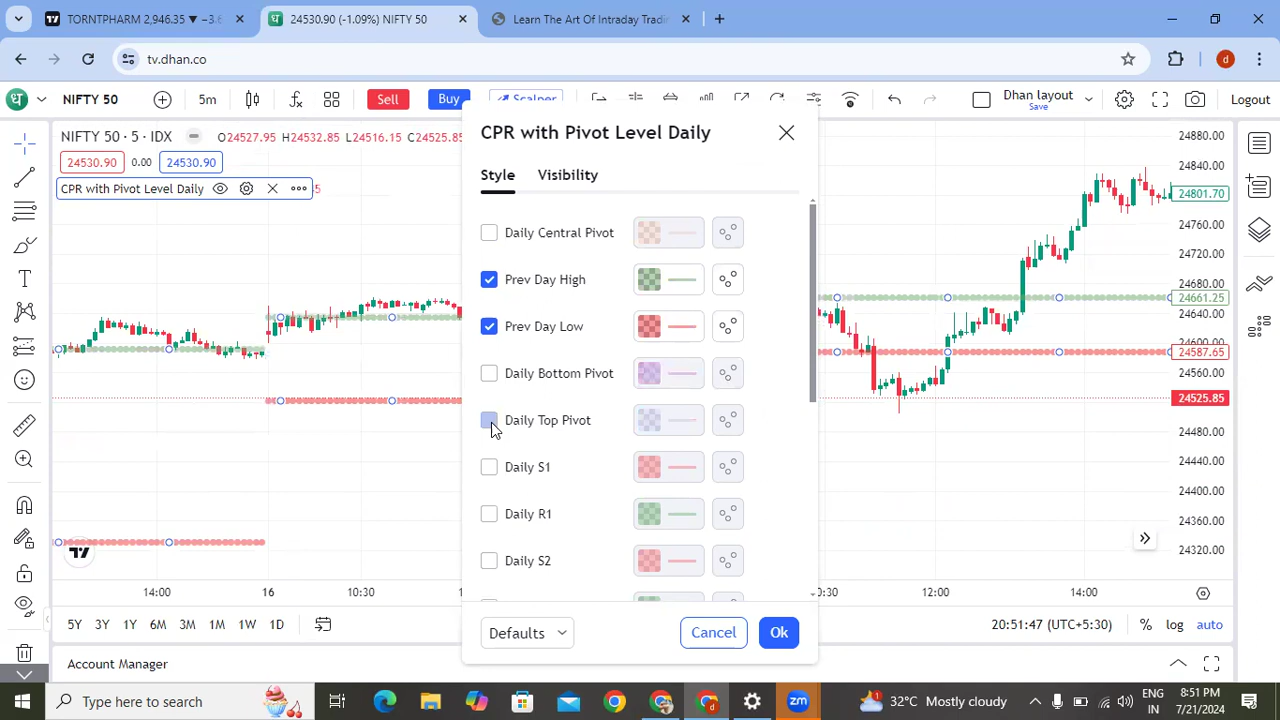 TORNTPHARM 2,946.35 ▼ −3.6
24530.90 (-1.09%) NIFTY 50
Learn The Art Of Intraday Tradin
tv.dhan.co
NIFTY 50
5m
Sell
Buy
Scalper
Dhan layout
Save
Logout
NIFTY 50 · 5 · IDX
O24527.95 H24532.85 L24516.15 C24525.85
24530.90 0.00 24530.90
CPR with Pivot Level Daily
CPR with Pivot Level Daily
Style
Visibility
Daily Central Pivot
Prev Day High
Prev Day Low
Daily Bottom Pivot
Daily Top Pivot
Daily S1
Daily R1
Daily S2
Defaults
Cancel
Ok
24880.00
24840.00
24801.70
24760.00
24720.00
24680.00
24661.25
24640.00
24600.00
24587.65
24560.00
24525.85
24480.00
24440.00
24400.00
24360.00
24320.00
14:00
16
10:30
12:00
14:00
5Y 3Y 1Y 6M 3M 1M 1W 1D
20:51:47 (UTC+5:30)
% log auto
Account Manager
Type here to search
zm
32°C Mostly cloudy
ENG
IN
8:51 PM
7/21/2024